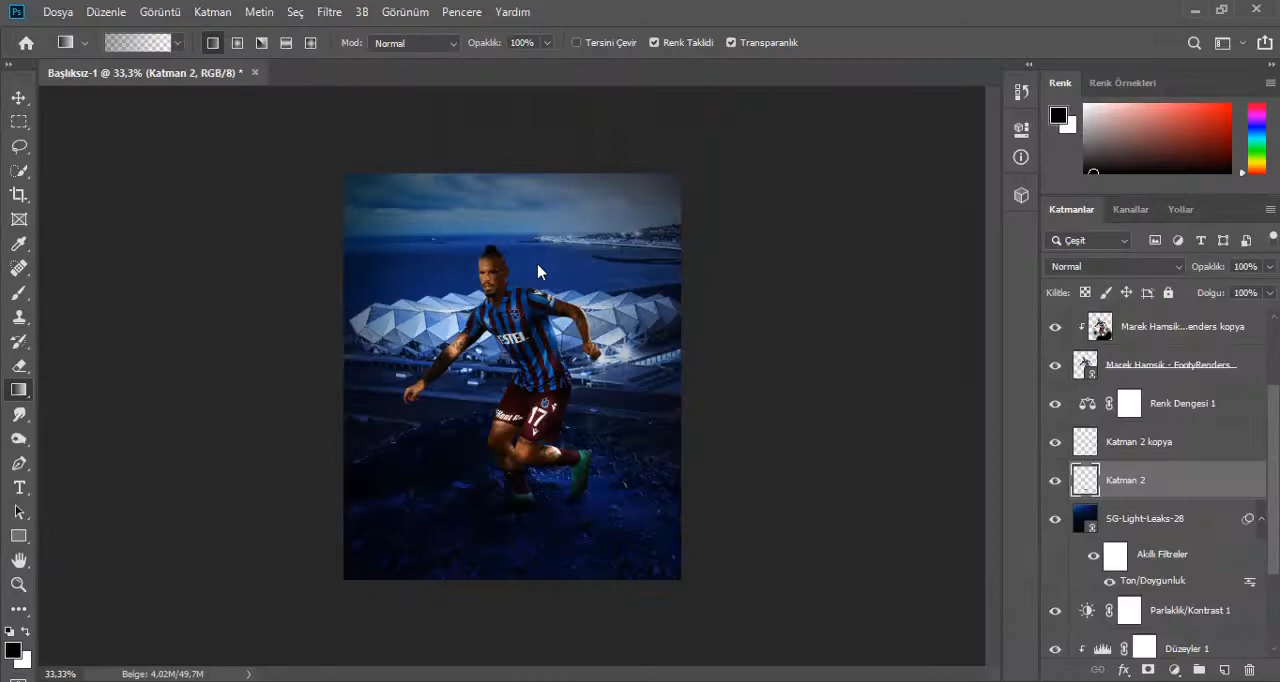 Ps Dosya Düzenle Görüntü Katman Metin Seç Filtre 3B Görünüm Pencere Yardım
Mod: Normal Opaklık: 100% Tersini Çevir Renk Taklidi Transparanlık
Başlıksız-1 @ 33,3% (Katman 2, RGB/8) *
Renk Renk Örnekleri
Katmanlar Kanallar Yollar
Çeşit
Normal Opaklık: 100%
Kilitle: Dolgu: 100%
Marek Hamsik...enders kopya
Marek Hamsik - FootyRenders...
Renk Dengesi 1
Katman 2 kopya
Katman 2
SG-Light-Leaks-28
Akıllı Filtreler
Ton/Doygunluk
Parlaklık/Kontrast 1
Düzeyler 1
17
33,33% Belge: 4,02M/49,7M